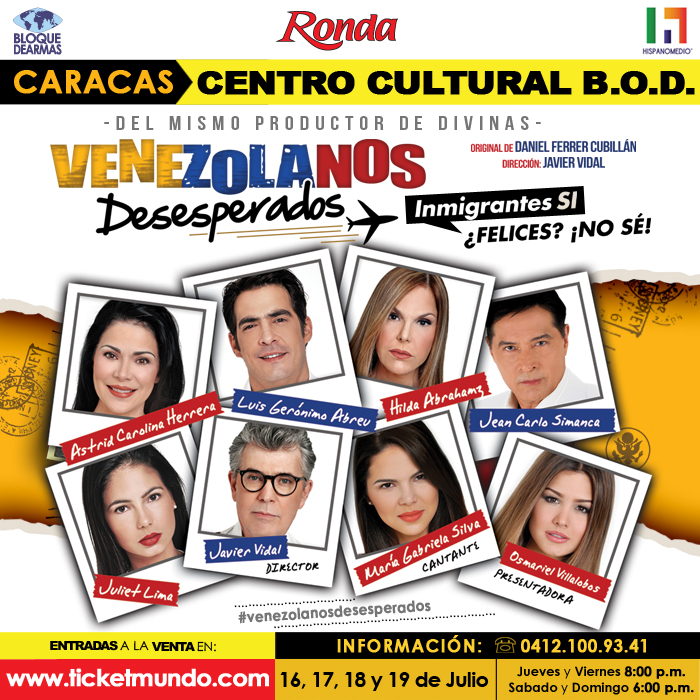 BLOQUE
DEARMAS
Ronda
HISPANOMEDIO
CARACAS CENTRO CULTURAL B.O.D.
-DEL MISMO PRODUCTOR DE DIVINAS-
VENEZOLANOS
Desesperados
ORIGINAL DE DANIEL FERRER CUBILLÁN
DIRECCIÓN: JAVIER VIDAL
Inmigrantes SI
¿FELICES? ¡NO SÉ!
Astrid Carolina Herrera
Luis Gerónimo Abreu
Hilda Abrahamz
Jean Carlo Simanca
Juliet Lima
Javier Vidal
DIRECTOR
María Gabriela Silva
CANTANTE
Osmariel Villalobos
PRESENTADORA
#venezolanosdesesperados
ENTRADAS A LA VENTA EN:
www.ticketmundo.com
INFORMACIÓN: ☏ 0412.100.93.41
16, 17, 18 y 19 de Julio
Jueves y Viernes 8:00 p.m.
Sabado y Domingo 6:00 p.m.